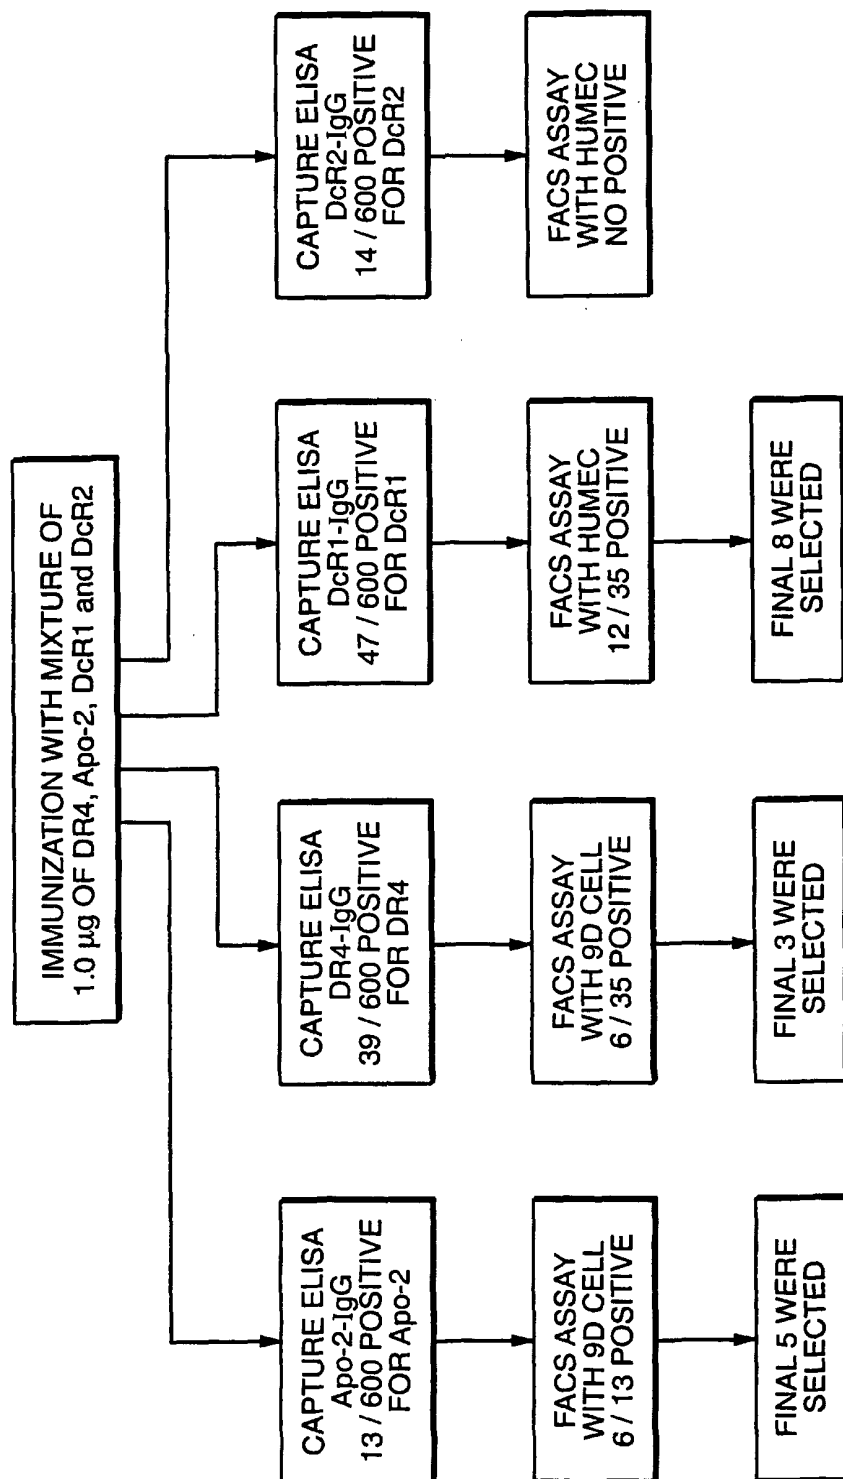 IMMUNIZATION WITH MIXTURE OF
1.0 µg OF DR4, Apo-2, DcR1 and DcR2
CAPTURE ELISA
Apo-2-IgG
13 / 600 POSITIVE
FOR Apo-2
FACS ASSAY
WITH 9D CELL
6 / 13 POSITIVE
FINAL 5 WERE
SELECTED
CAPTURE ELISA
DR4-IgG
39 / 600 POSITIVE
FOR DR4
FACS ASSAY
WITH 9D CELL
6 / 35 POSITIVE
FINAL 3 WERE
SELECTED
CAPTURE ELISA
DcR1-IgG
47 / 600 POSITIVE
FOR DcR1
FACS ASSAY
WITH HUMEC
12 / 35 POSITIVE
FINAL 8 WERE
SELECTED
CAPTURE ELISA
DcR2-IgG
14 / 600 POSITIVE
FOR DcR2
FACS ASSAY
WITH HUMEC
NO POSITIVE